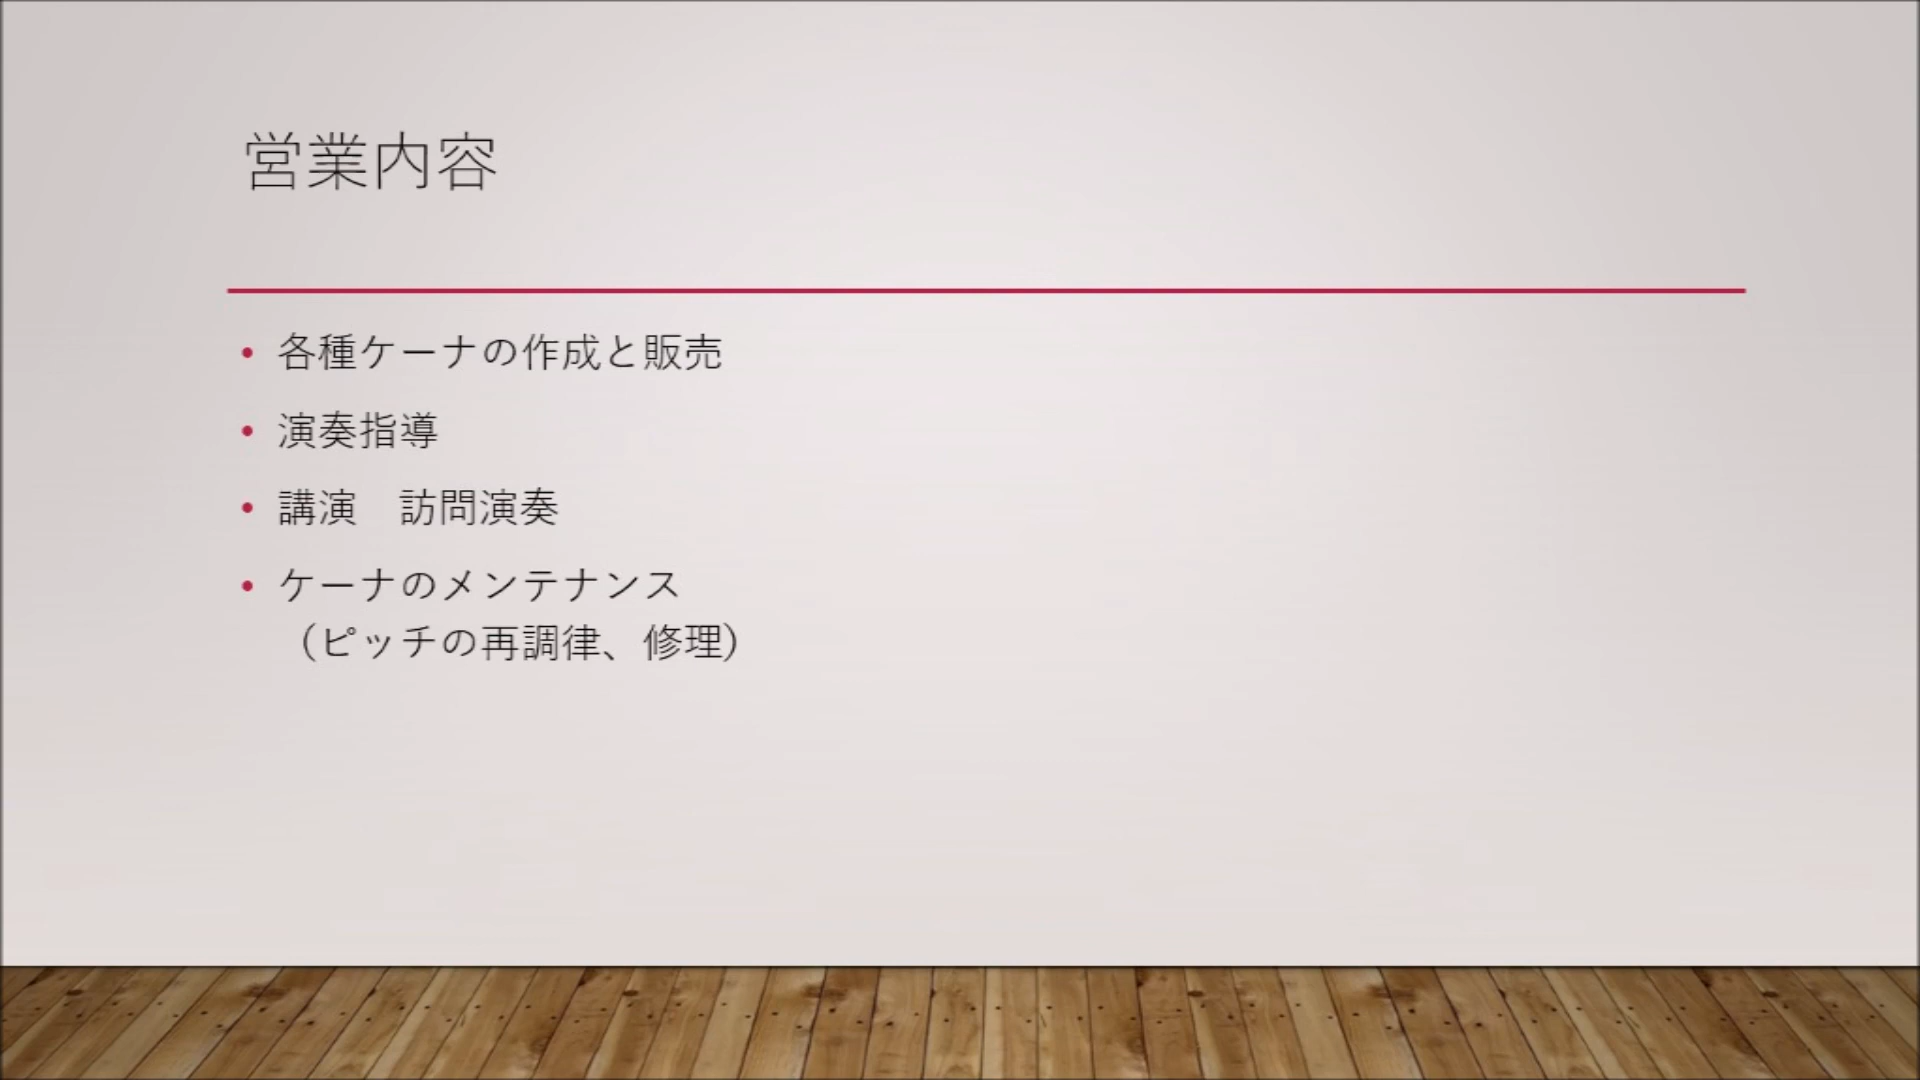 営業内容
• 各種ケーナの作成と販売
• 演奏指導
• 講演　訪問演奏
• ケーナのメンテナンス
（ピッチの再調律、修理）